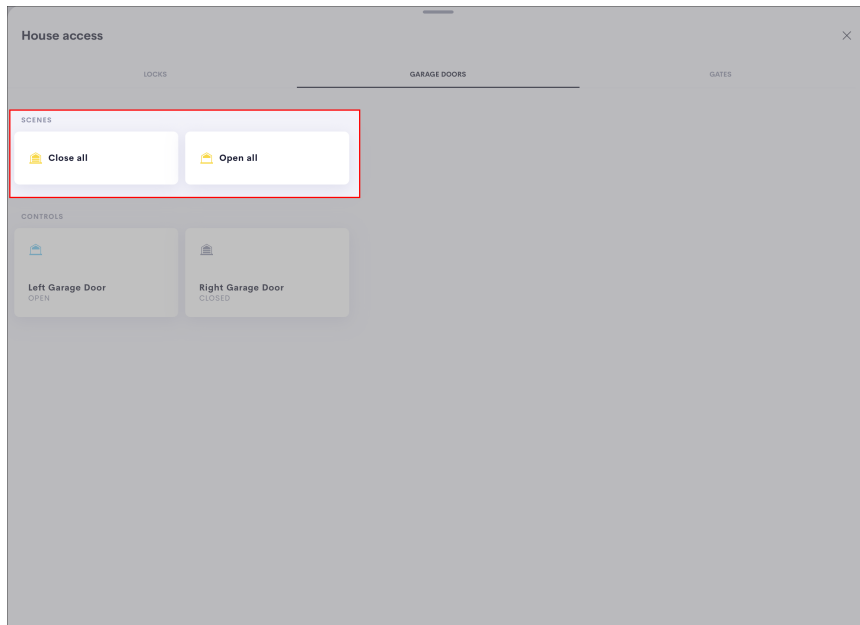 House access
LOCKS
GARAGE DOORS
GATES
SCENES
Close all
Open all
CONTROLS
Left Garage Door
OPEN
Right Garage Door
CLOSED